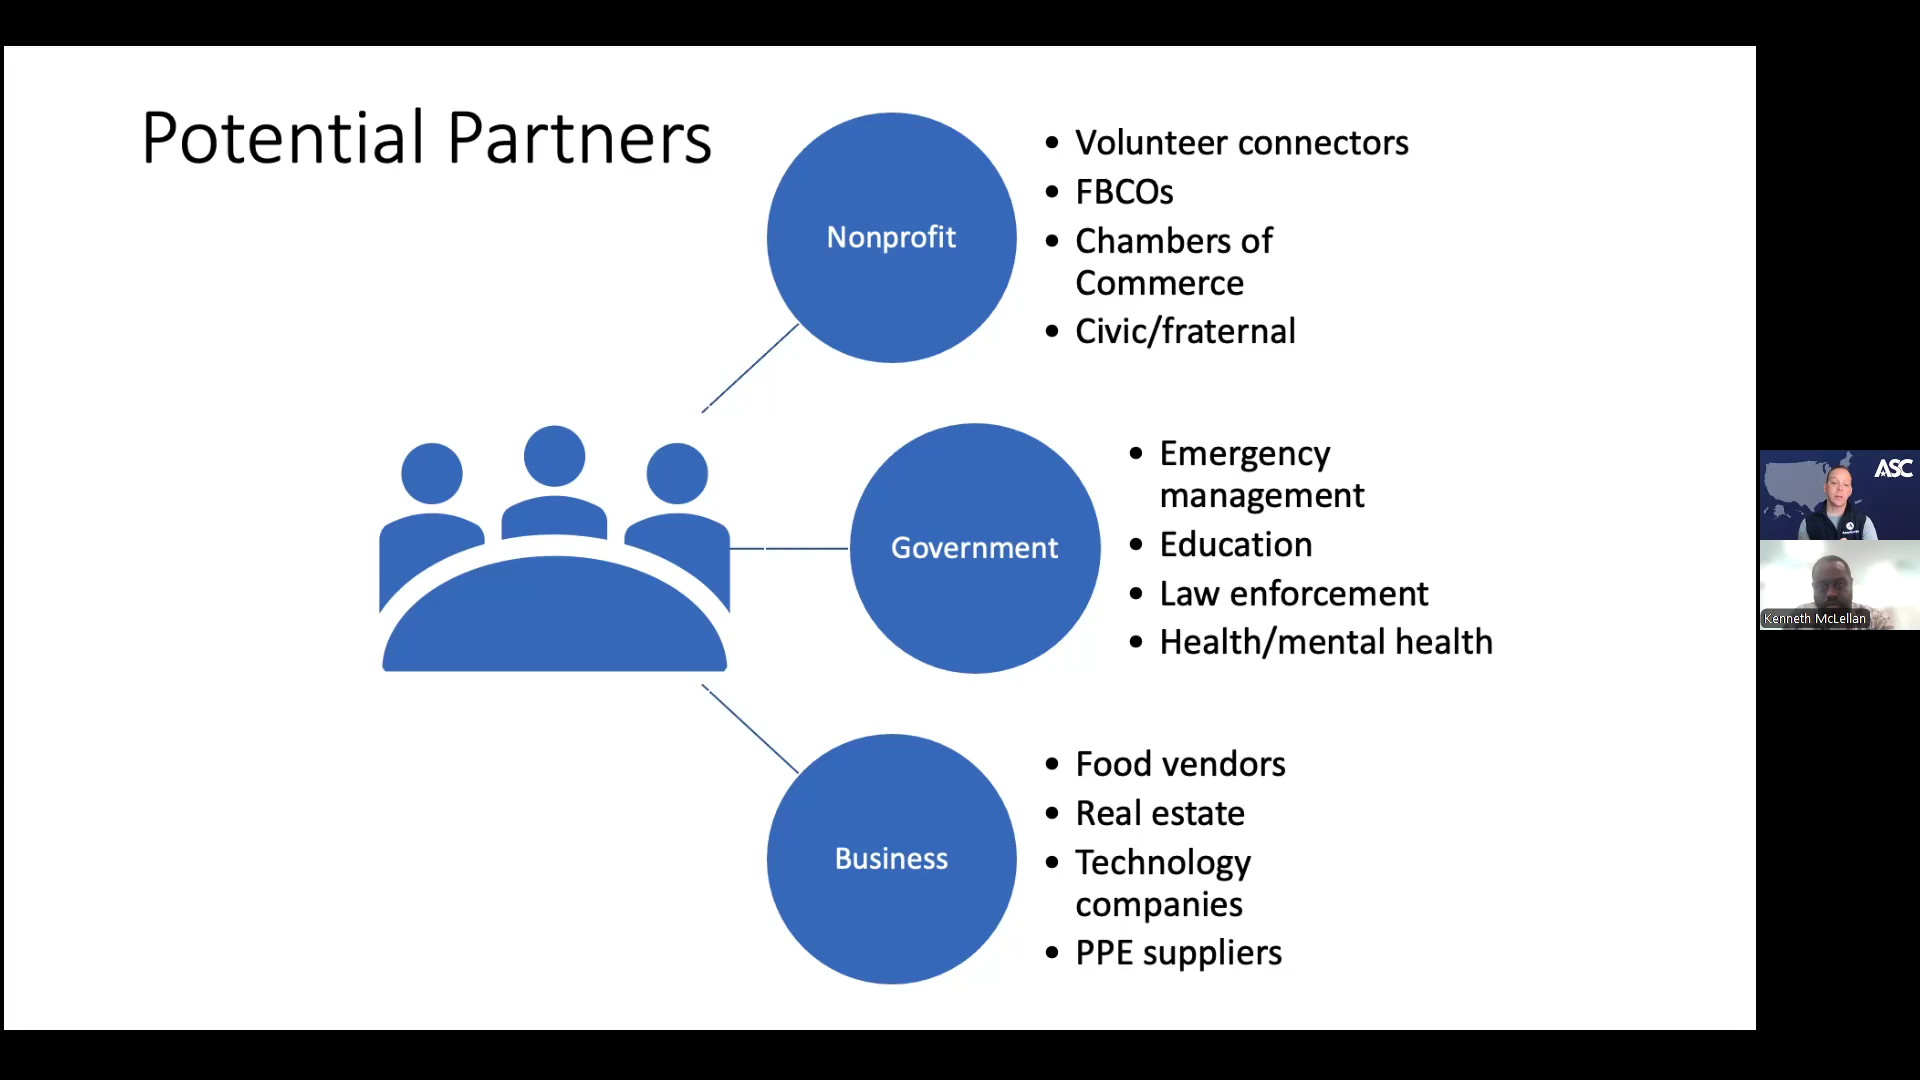 Potential Partners
Nonprofit
• Volunteer connectors
• FBCOs
• Chambers of
Commerce
• Civic/fraternal
Government
• Emergency
management
• Education
• Law enforcement
• Health/mental health
Business
• Food vendors
• Real estate
• Technology
companies
• PPE suppliers
ASC
Kenneth McLellan